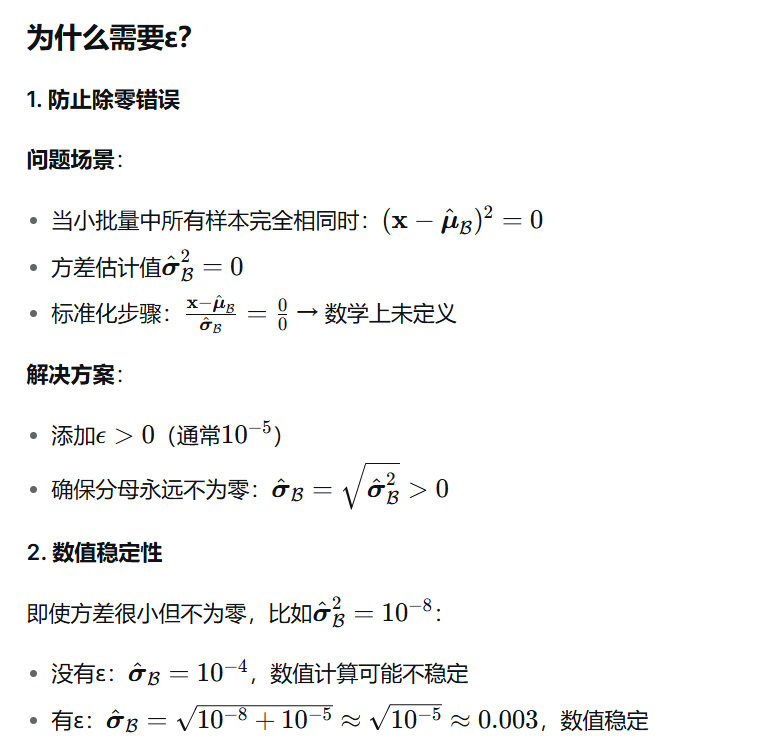 为什么需要ε?
1. 防止除零错误
问题场景：
• 当小批量中所有样本完全相同时：$(\mathbf{x} - \hat{\boldsymbol{\mu}}_{\mathcal{B}})^2 = 0$
• 方差估计值$\hat{\boldsymbol{\sigma}}_{\mathcal{B}}^2 = 0$
• 标准化步骤：$\frac{\mathbf{x} - \hat{\boldsymbol{\mu}}_{\mathcal{B}}}{\hat{\boldsymbol{\sigma}}_{\mathcal{B}}} = \frac{0}{0}$ → 数学上未定义
解决方案：
• 添加$\epsilon > 0$（通常$10^{-5}$）
• 确保分母永远不为零：$\hat{\boldsymbol{\sigma}}_{\mathcal{B}} = \sqrt{\hat{\boldsymbol{\sigma}}_{\mathcal{B}}^2} > 0$
2. 数值稳定性
即使方差很小但不为零，比如$\hat{\boldsymbol{\sigma}}_{\mathcal{B}}^2 = 10^{-8}$：
• 没有ε：$\hat{\boldsymbol{\sigma}}_{\mathcal{B}} = 10^{-4}$，数值计算可能不稳定
• 有ε：$\hat{\boldsymbol{\sigma}}_{\mathcal{B}} = \sqrt{10^{-8} + 10^{-5}} \approx \sqrt{10^{-5}} \approx 0.003$，数值稳定